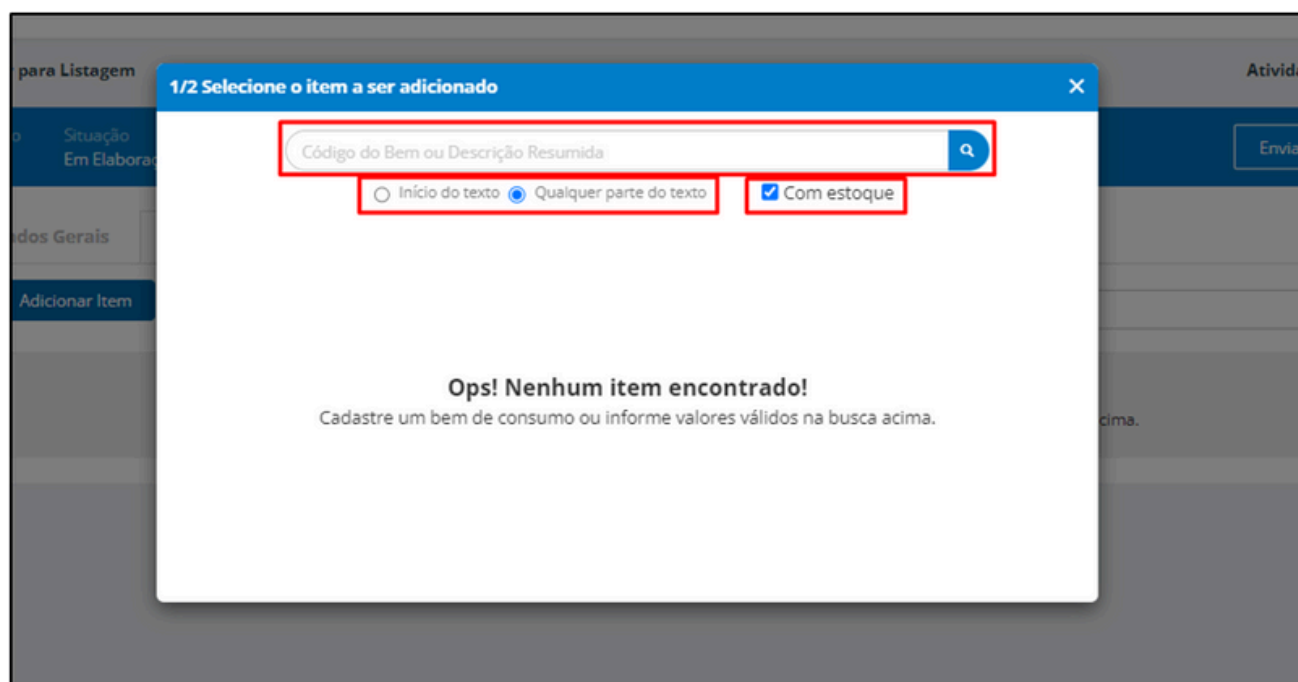 para Listagem
Ativida
1/2 Selecione o item a ser adicionado
Situação
Em Elaboraç
Envia
Código do Bem ou Descrição Resumida
Início do texto Qualquer parte do texto Com estoque
dos Gerais
Adicionar Item
Ops! Nenhum item encontrado!
Cadastre um bem de consumo ou informe valores válidos na busca acima.
cima.